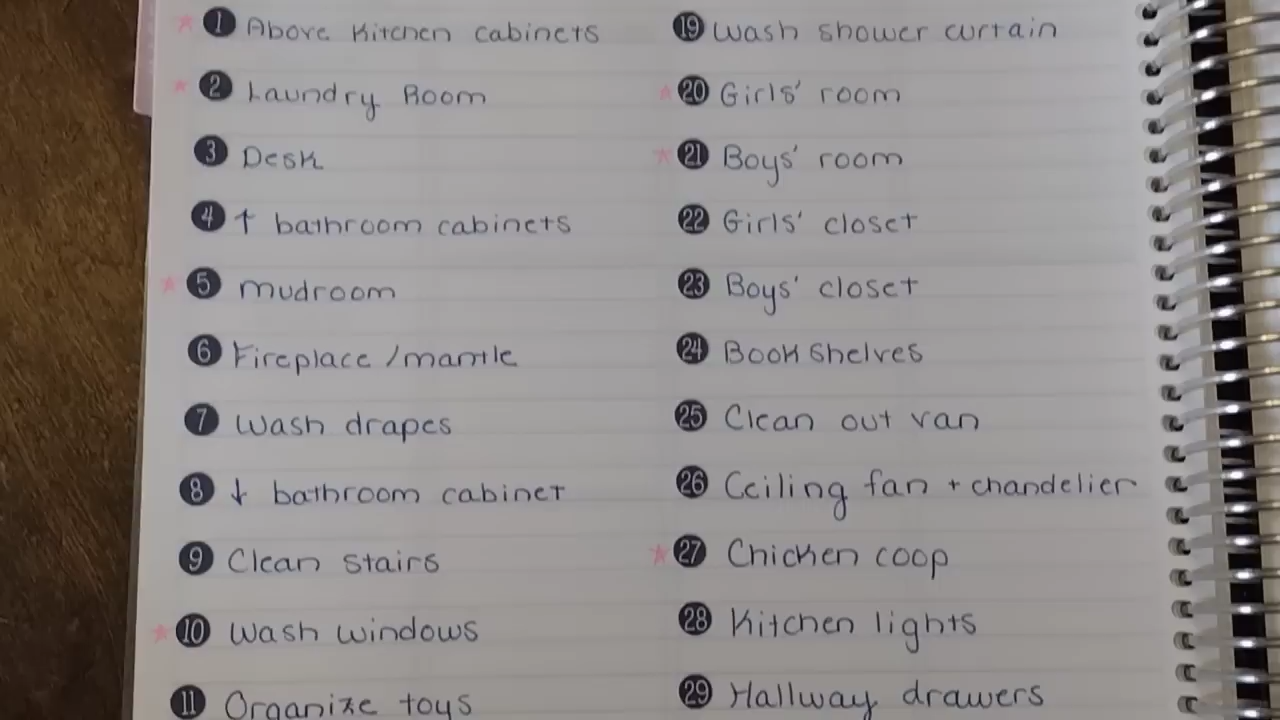 1 Above Kitchen cabinets
2 Laundry Room
3 Desk
4 ↑ bathroom cabinets
5 mudroom
6 Fireplace / mantle
7 Wash drapes
8 ↓ bathroom cabinet
9 Clean stairs
10 Wash windows
11 Organize toys
19 Wash shower curtain
20 Girls' room
21 Boys' room
22 Girls' closet
23 Boys' closet
24 Book shelves
25 Clean out van
26 Ceiling fan + chandelier
27 Chicken coop
28 Kitchen lights
29 Hallway drawers